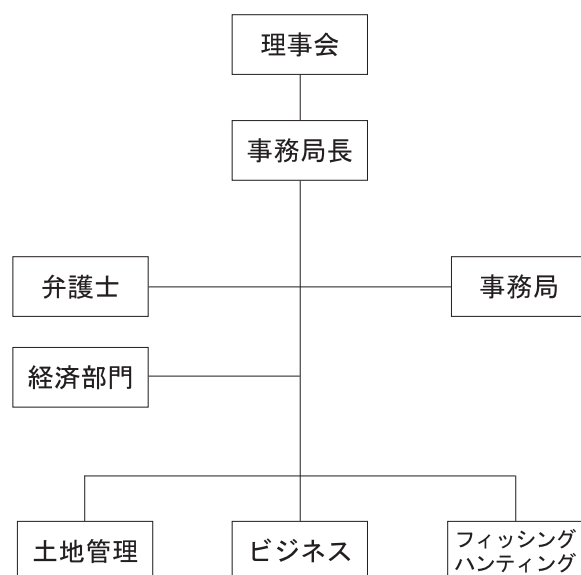 理事会
事務局長
弁護士
事務局
経済部門
土地管理
ビジネス
フィッシング
ハンティング